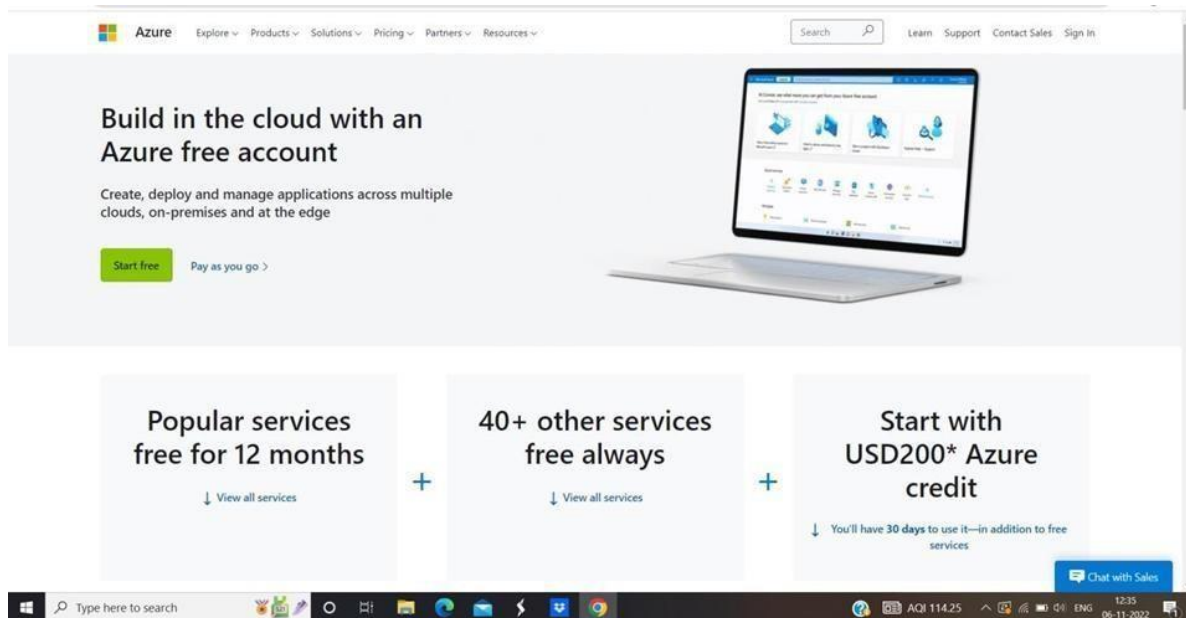 Azure Explore Products Solutions Pricing Partners Resources Search Learn Support Contact Sales Sign In
Build in the cloud with an
Azure free account
Create, deploy and manage applications across multiple
clouds, on-premises and at the edge
Start free Pay as you go >
Popular services
free for 12 months
↓ View all services
+
40+ other services
free always
↓ View all services
+
Start with
USD200* Azure
credit
↓ You'll have 30 days to use it—in addition to free
services
Chat with Sales
Type here to search
AQI 114.25 ENG 12:35
06-11-2022